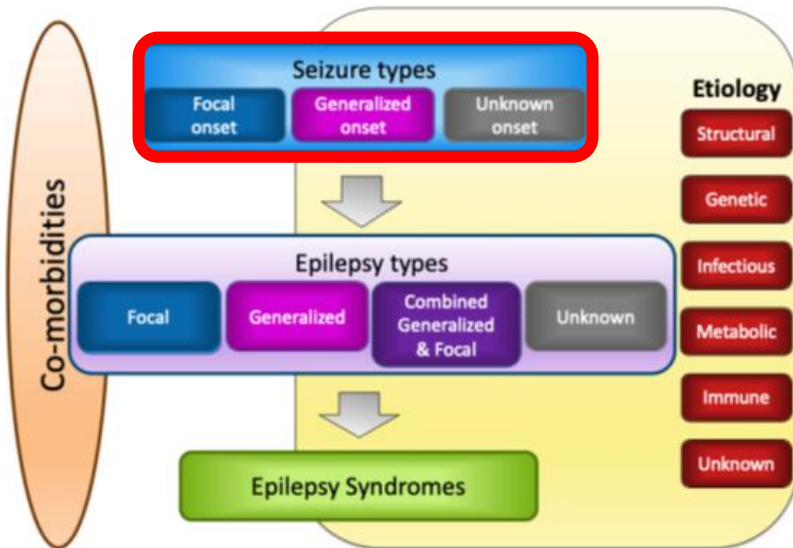 Co-morbidities
Seizure types
Focal
onset
Generalized
onset
Unknown
onset
Epilepsy types
Focal
Generalized
Combined
Generalized
& Focal
Unknown
Epilepsy Syndromes
Etiology
Structural
Genetic
Infectious
Metabolic
Immune
Unknown